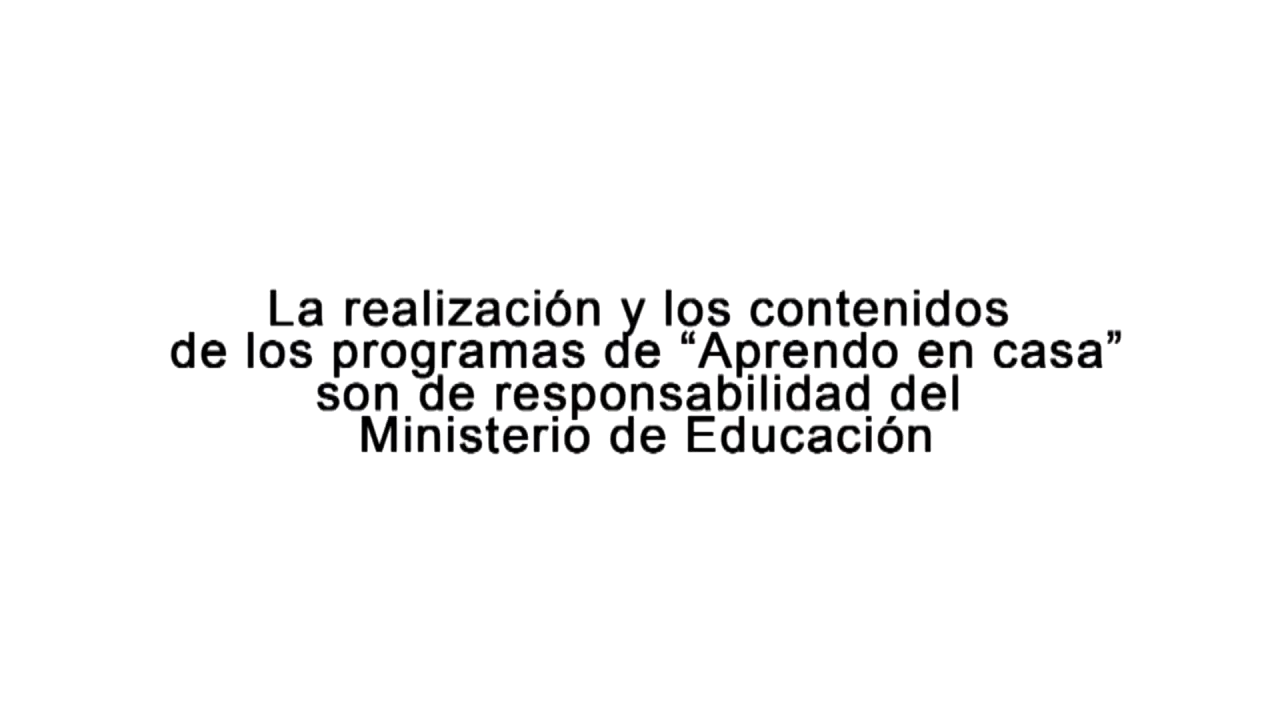 La realización y los contenidos
de los programas de “Aprendo en casa”
son de responsabilidad del
Ministerio de Educación